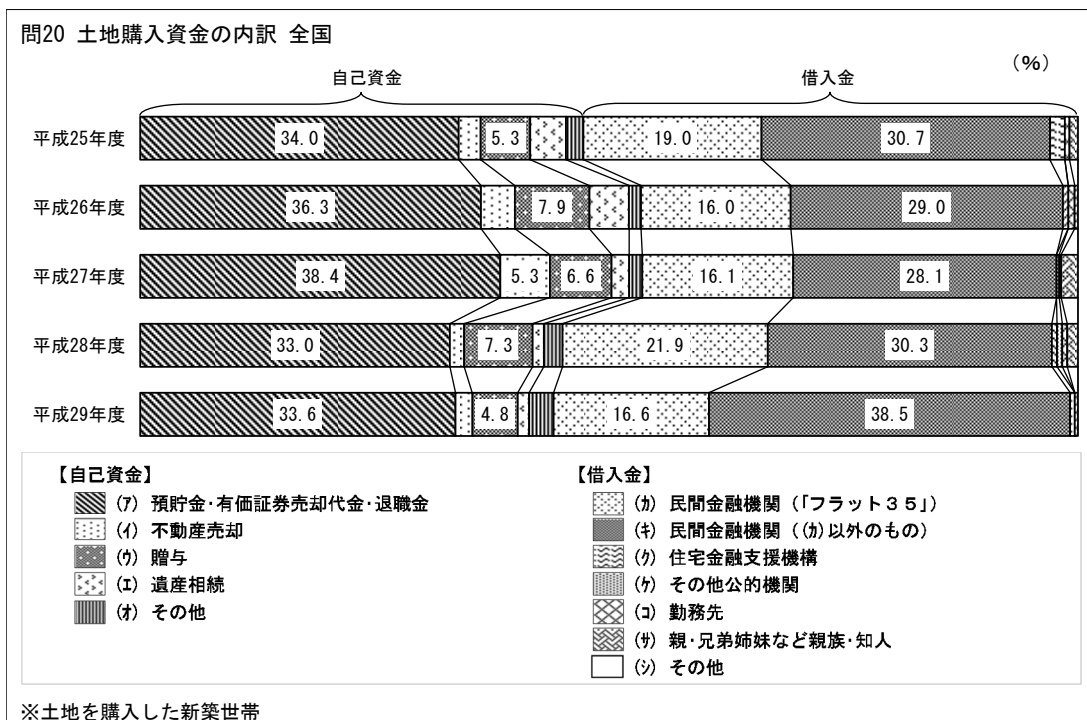 問20 土地購入資金の内訳 全国
（%）
自己資金 借入金
平成25年度 34.0 5.3 19.0 30.7
平成26年度 36.3 7.9 16.0 29.0
平成27年度 38.4 5.3 6.6 16.1 28.1
平成28年度 33.0 7.3 21.9 30.3
平成29年度 33.6 4.8 16.6 38.5
【自己資金】
(ｱ) 預貯金･有価証券売却代金･退職金
(ｲ) 不動産売却
(ｳ) 贈与
(ｴ) 遺産相続
(ｵ) その他
【借入金】
(ｶ) 民間金融機関（｢フラット３５｣）
(ｷ) 民間金融機関（(ｶ)以外のもの）
(ｸ) 住宅金融支援機構
(ｹ) その他公的機関
(ｺ) 勤務先
(ｻ) 親･兄弟姉妹など親族･知人
(ｼ) その他
※土地を購入した新築世帯